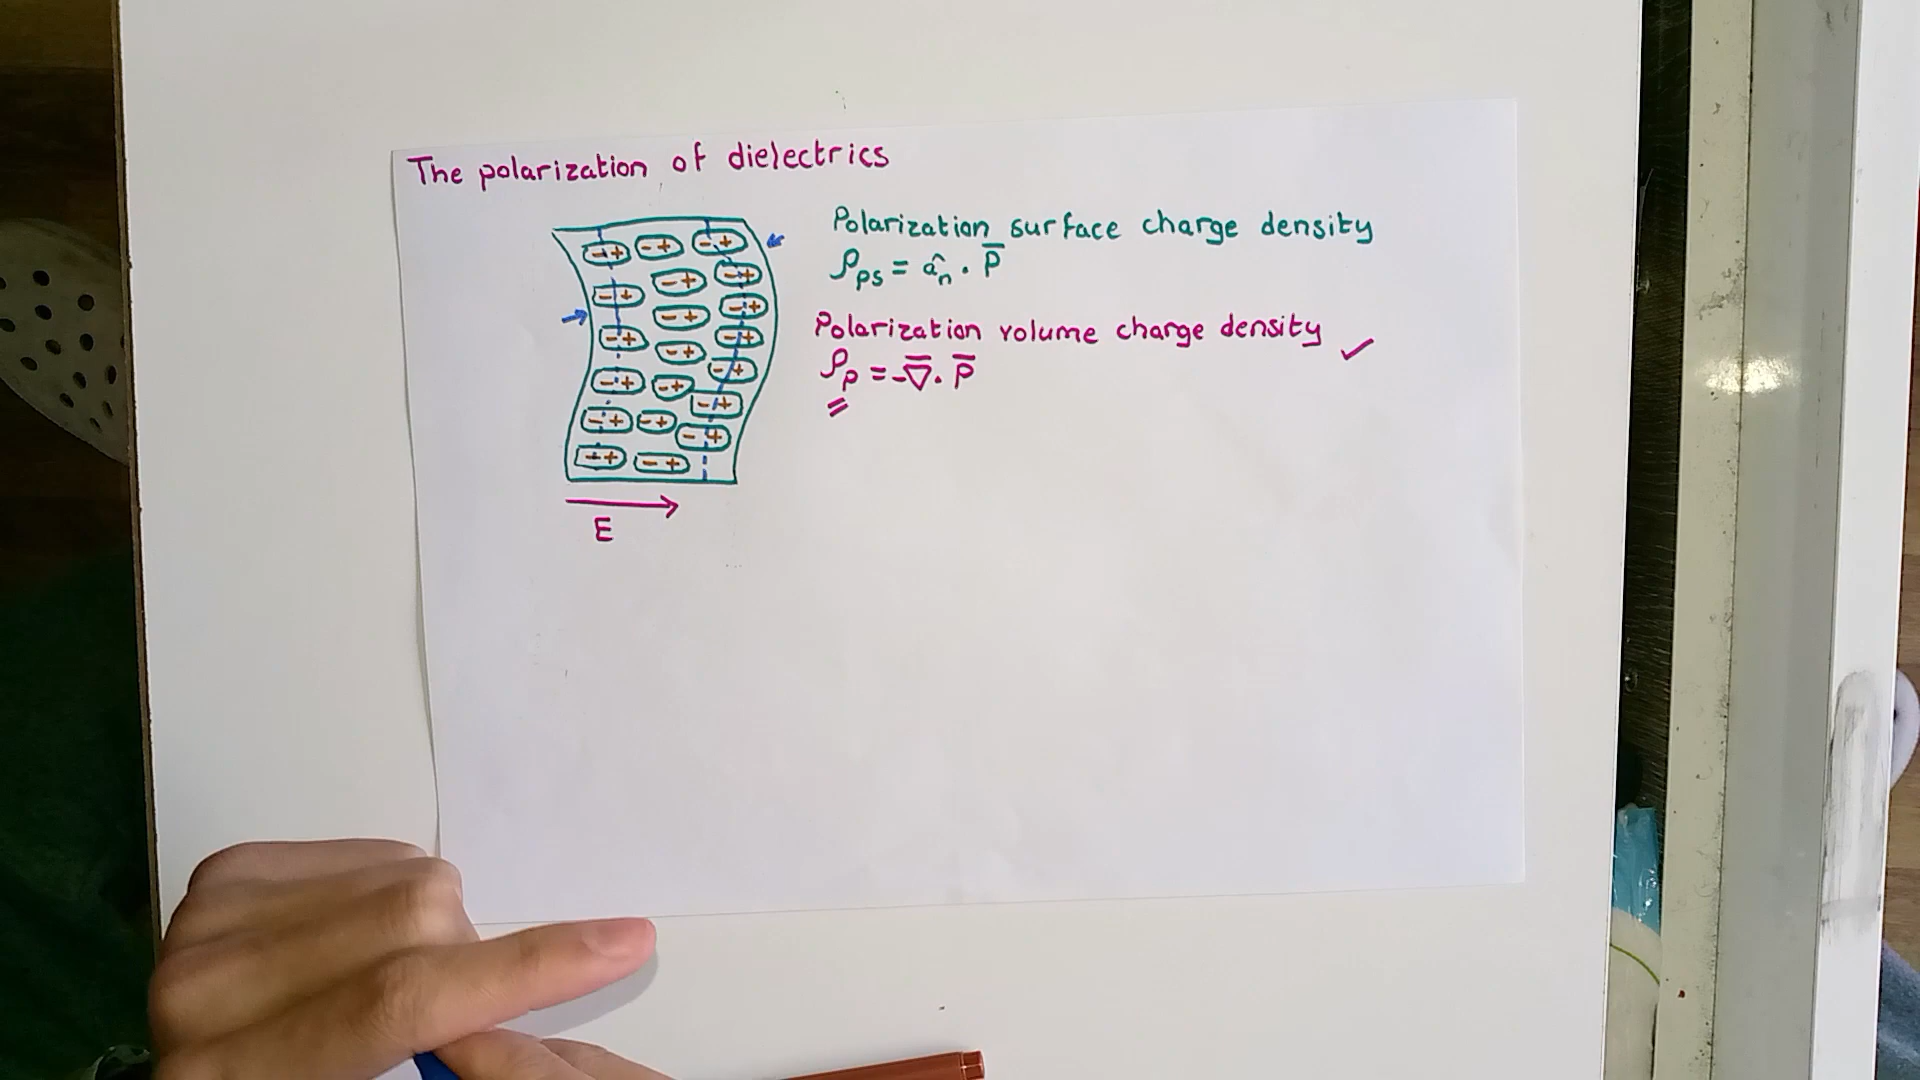 The polarization of dielectrics
Polarization surface charge density
ρps = ân . P̅
Polarization volume charge density ✓
ρp = -∇̅ . P̅
E